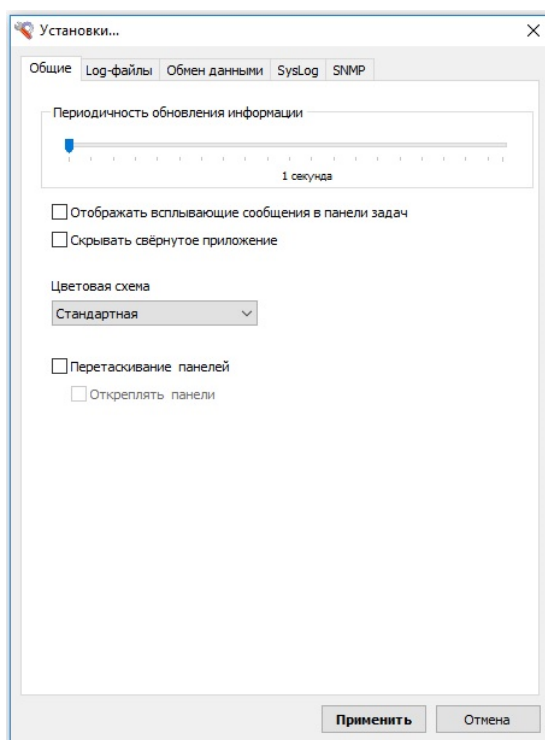 Установки...
Общие Log-файлы Обмен данными SysLog SNMP
Периодичность обновления информации
1 секунда
Отображать всплывающие сообщения в панели задач
Скрывать свёрнутое приложение
Цветовая схема
Стандартная
Перетаскивание панелей
Откреплять панели
Применить Отмена